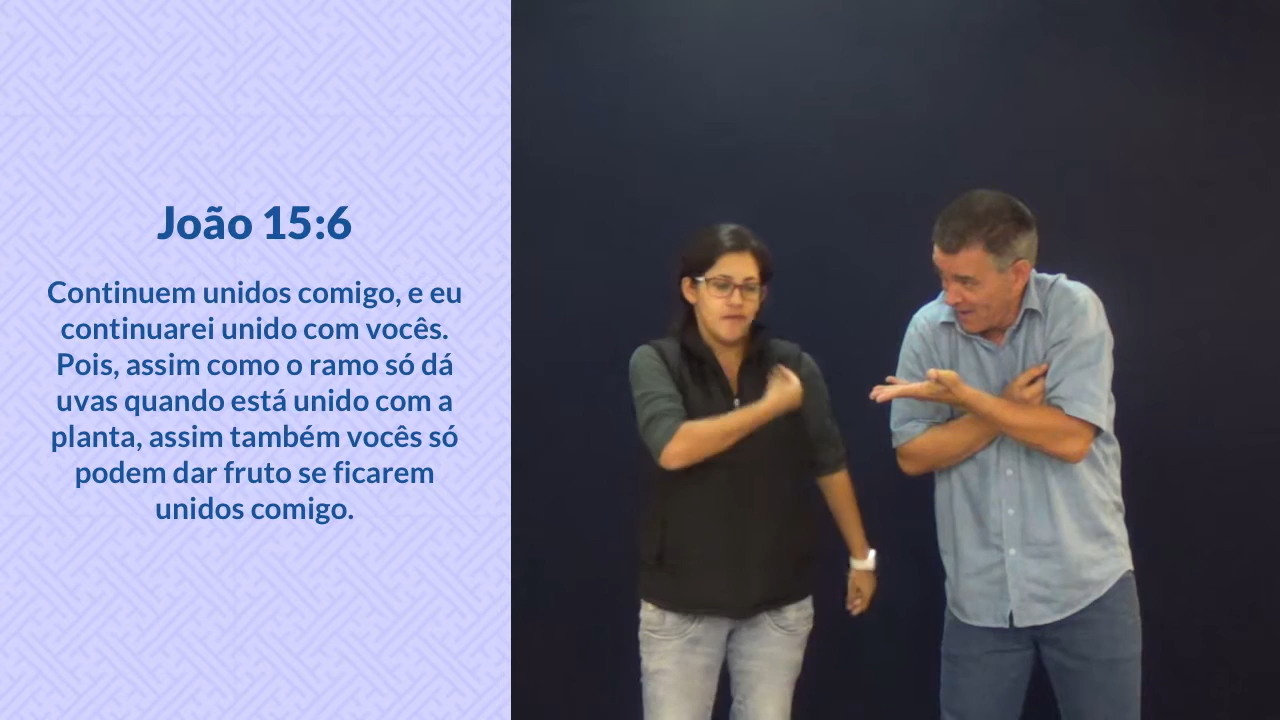 João 15:6
Continuem unidos comigo, e eu
continuarei unido com vocês.
Pois, assim como o ramo só dá
uvas quando está unido com a
planta, assim também vocês só
podem dar fruto se ficarem
unidos comigo.